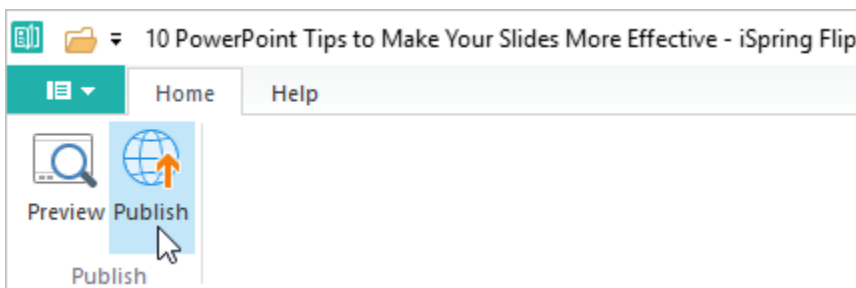 10 PowerPoint Tips to Make Your Slides More Effective - iSpring Flip
Home Help
Preview Publish
Publish